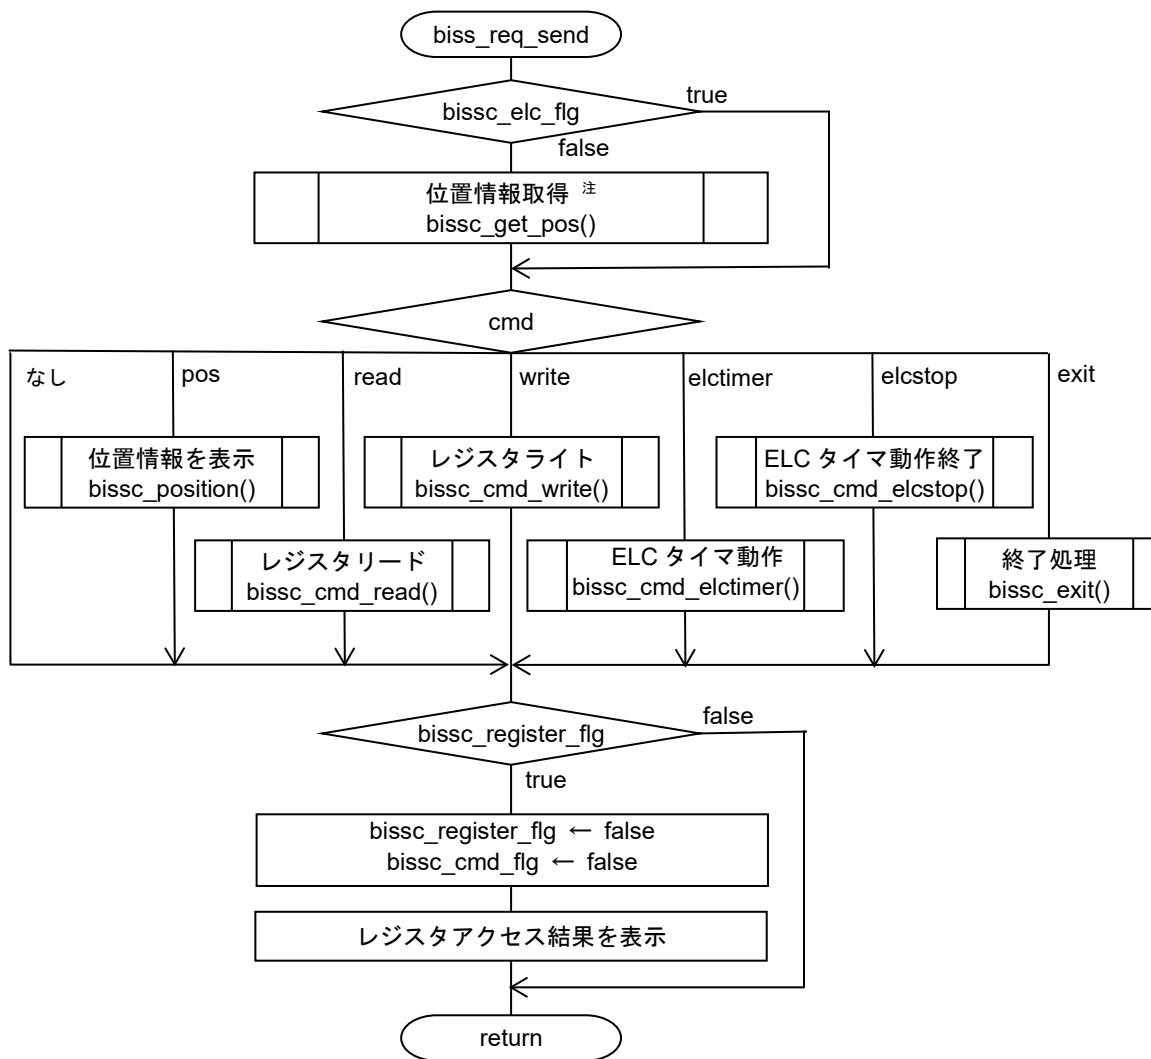 biss_req_send
bissc_elc_flg
true
false
位置情報取得 注
bissc_get_pos()
cmd
なし
pos
read
write
elctimer
elcstop
exit
位置情報を表示
bissc_position()
レジスタライト
bissc_cmd_write()
ELC タイマ動作終了
bissc_cmd_elcstop()
レジスタリード
bissc_cmd_read()
ELC タイマ動作
bissc_cmd_elctimer()
終了処理
bissc_exit()
bissc_register_flg
false
true
bissc_register_flg ← false
bissc_cmd_flg ← false
レジスタアクセス結果を表示
return